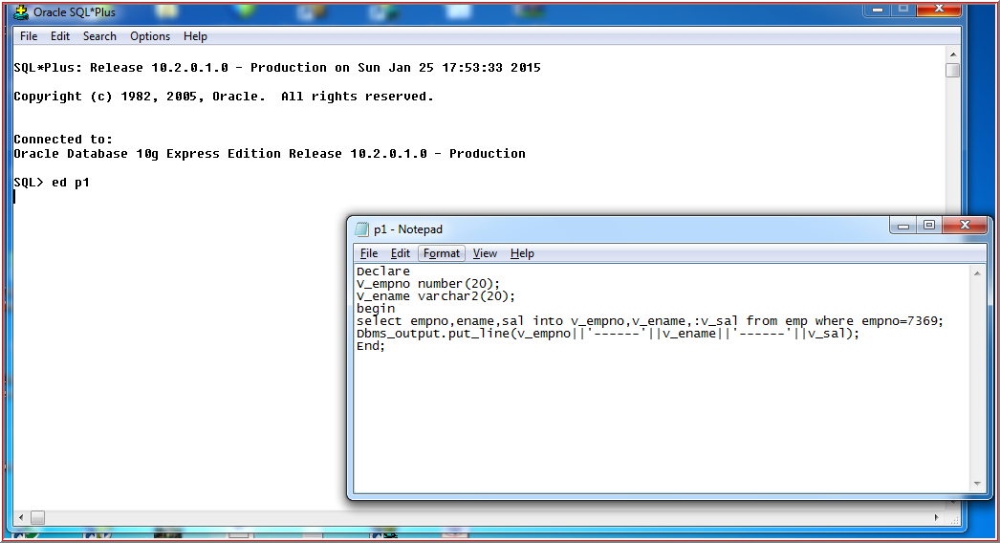 Oracle SQL*Plus
File Edit Search Options Help
SQL*Plus: Release 10.2.0.1.0 - Production on Sun Jan 25 17:53:33 2015
Copyright (c) 1982, 2005, Oracle.  All rights reserved.
Connected to:
Oracle Database 10g Express Edition Release 10.2.0.1.0 - Production
SQL> ed p1
p1 - Notepad
File Edit Format View Help
Declare
V_empno number(20);
V_ename varchar2(20);
begin
select empno,ename,sal into v_empno,v_ename,:v_sal from emp where empno=7369;
Dbms_output.put_line(v_empno||'------'||v_ename||'------'||v_sal);
End;